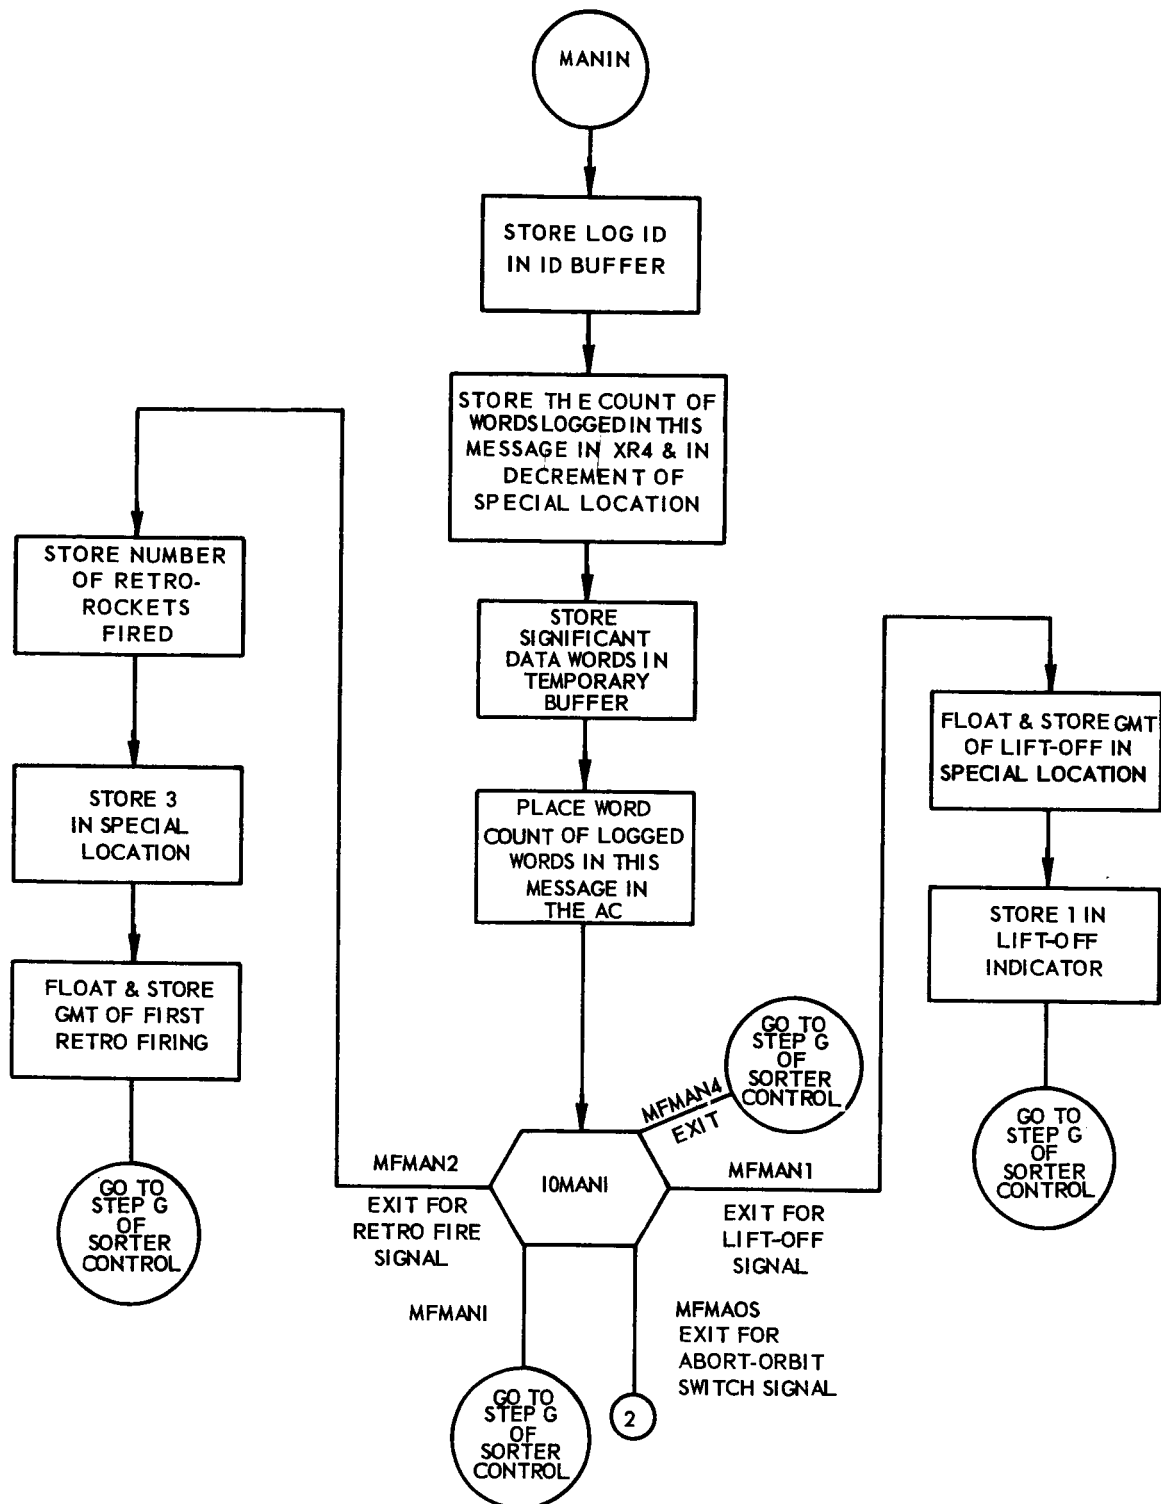 MANIN
STORE LOG ID
IN ID BUFFER
STORE THE COUNT OF
WORDS LOGGED IN THIS
MESSAGE IN XR4 & IN
DECREMENT OF
SPECIAL LOCATION
STORE
SIGNIFICANT
DATA WORDS IN
TEMPORARY
BUFFER
PLACE WORD
COUNT OF LOGGED
WORDS IN THIS
MESSAGE IN
THE AC
STORE NUMBER
OF RETRO-
ROCKETS
FIRED
STORE 3
IN SPECIAL
LOCATION
FLOAT & STORE
GMT OF FIRST
RETRO FIRING
GO TO
STEP G
OF
SORTER
CONTROL
FLOAT & STORE GMT
OF LIFT-OFF IN
SPECIAL LOCATION
STORE 1 IN
LIFT-OFF
INDICATOR
GO TO
STEP G
OF
SORTER
CONTROL
GO TO
STEP G
OF
SORTER
CONTROL
MFMAN4
EXIT
MFMAN2
EXIT FOR
RETRO FIRE
SIGNAL
IOMANI
MFMAN1
EXIT FOR
LIFT-OFF
SIGNAL
MFMANI
GO TO
STEP G
OF
SORTER
CONTROL
MFMAOS
EXIT FOR
ABORT-ORBIT
SWITCH SIGNAL
2